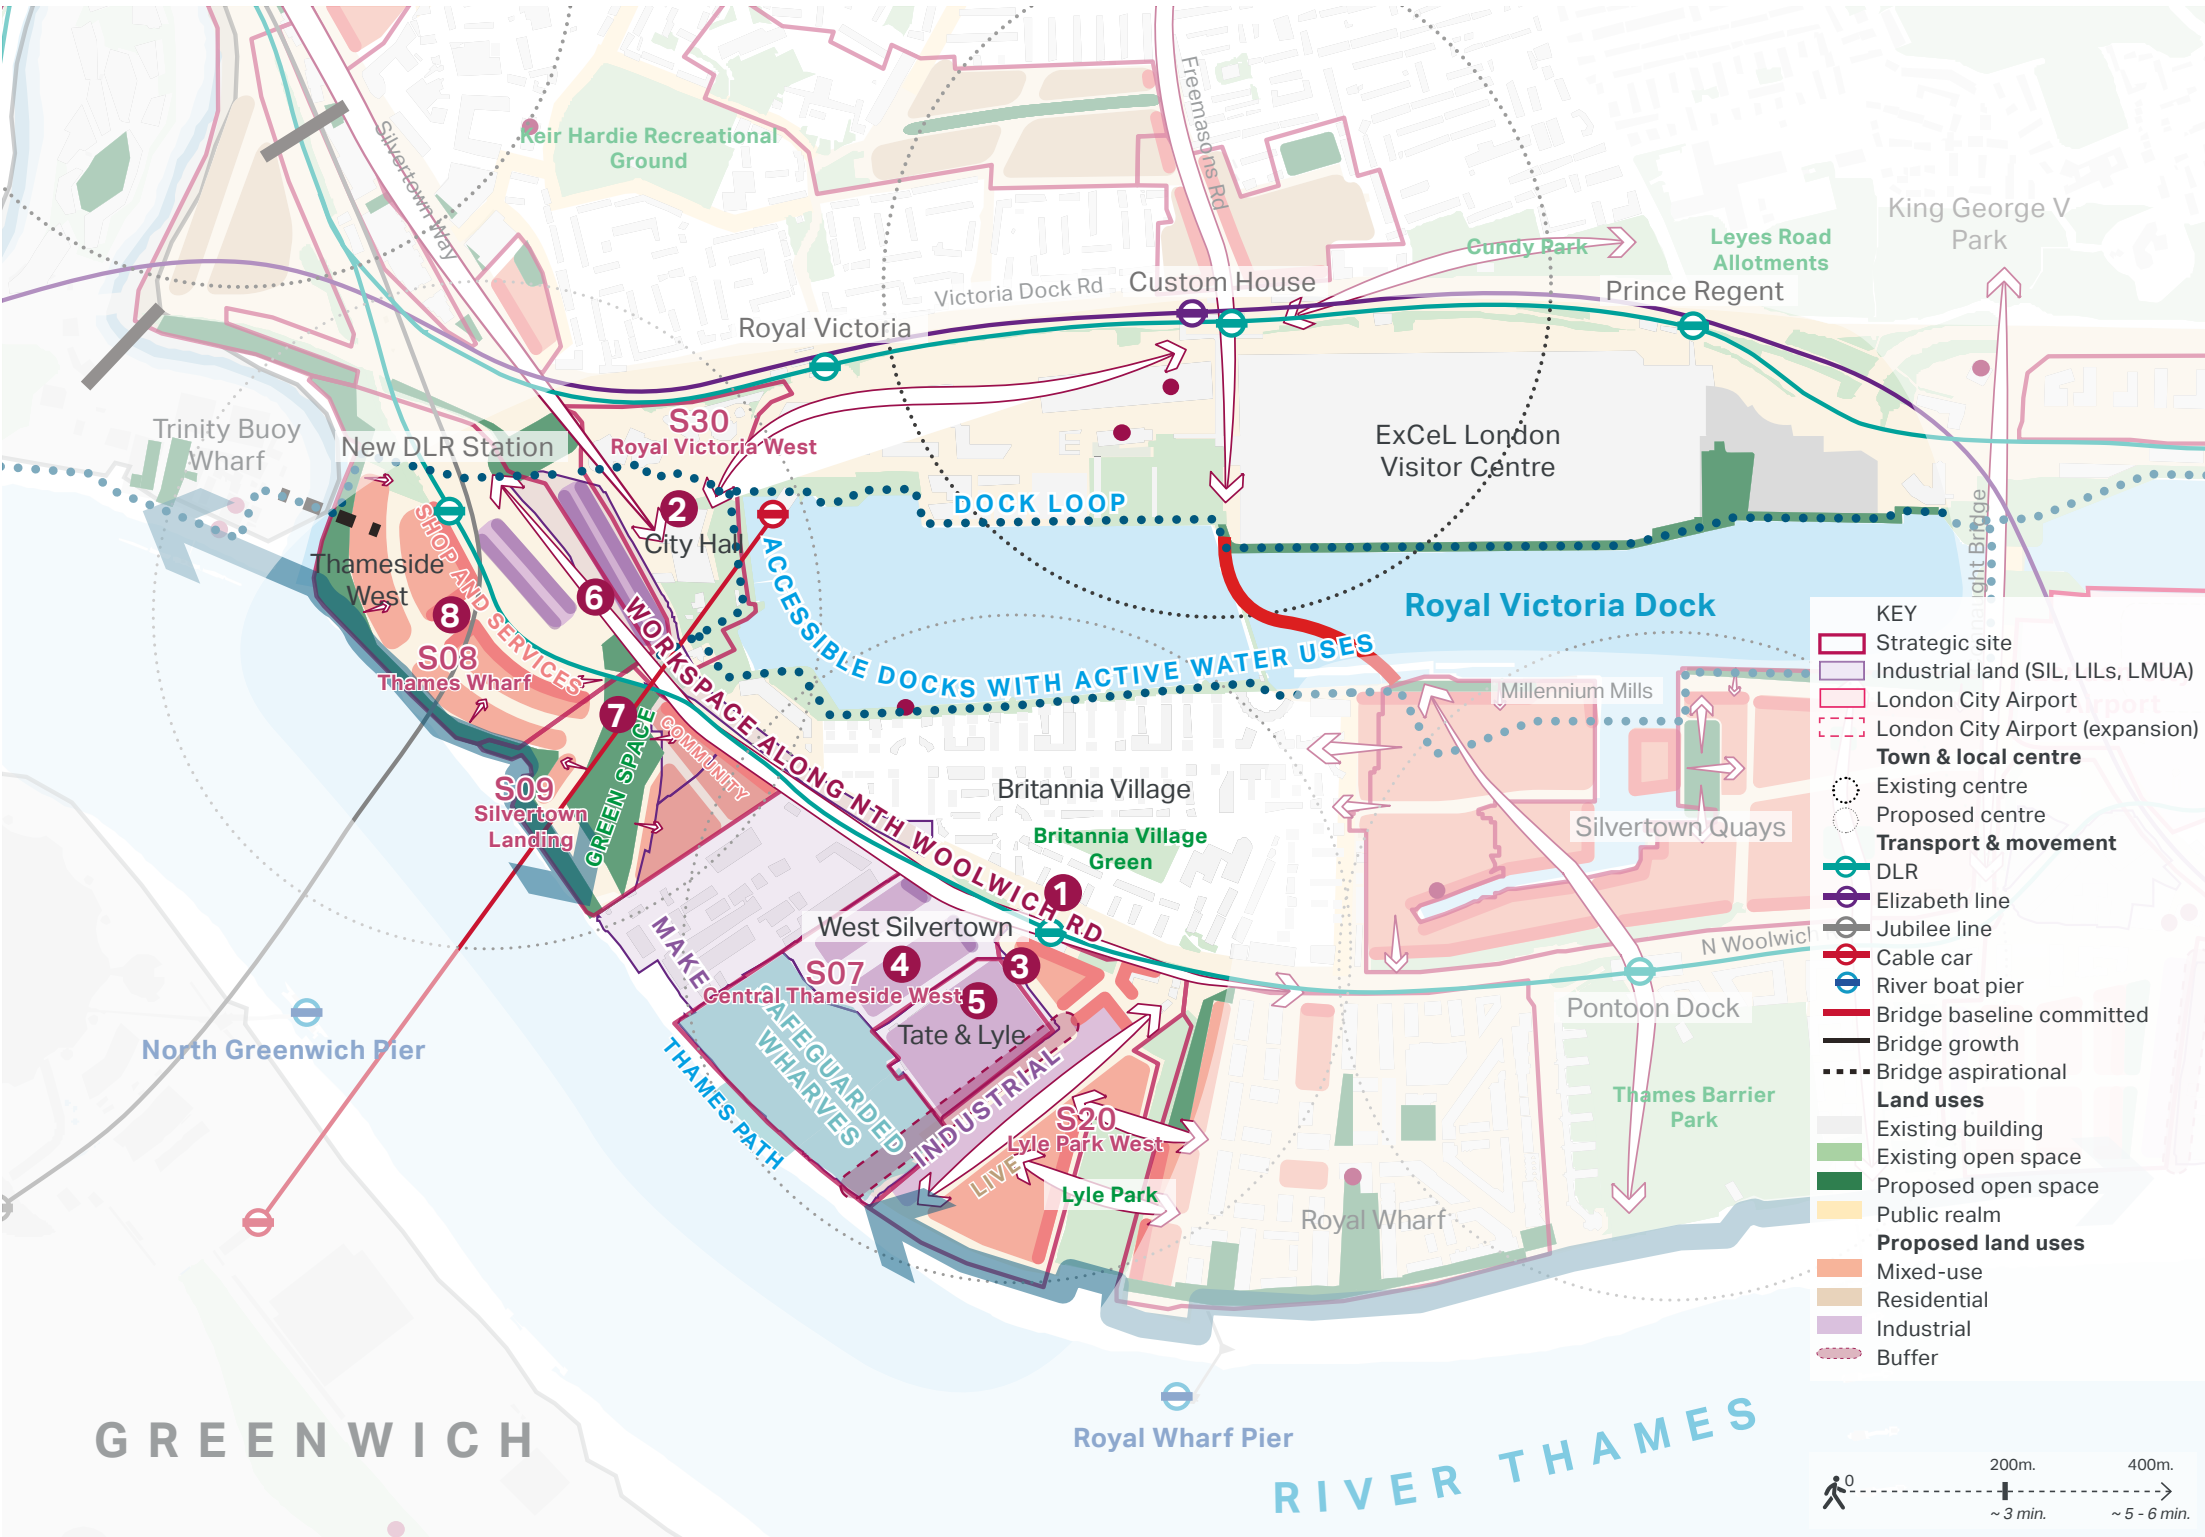 Keir Hardie Recreational
Ground
Silvertown Way
Freemasons Rd
Cundy Park
Leyes Road
Allotments
King George V
Park
Victoria Dock Rd
Custom House
Prince Regent
Royal Victoria
Trinity Buoy
Wharf
New DLR Station
S30
Royal Victoria West
ExCeL London
Visitor Centre
DOCK LOOP
2
City Hall
Thameside
West
SHOP AND SERVICES
8
S08
Thames Wharf
6
ACCESSIBLE DOCKS WITH ACTIVE WATER USES
Royal Victoria Dock
WORKSPACE ALONG NTH WOOLWICH RD
7
GREEN SPACE
COMMUNITY
S09
Silvertown
Landing
Millennium Mills
Britannia Village
Britannia Village
Green
Silvertown Quays
1
West Silvertown
MAKE
S07
Central Thameside West
4
3
5
Tate & Lyle
SAFEGUARDED
WHARVES
THAMES PATH
INDUSTRIAL
S20
Lyle Park West
LIVE
Lyle Park
N Woolwich
Pontoon Dock
Thames Barrier
Park
Royal Wharf
North Greenwich Pier
Royal Wharf Pier
GREENWICH
RIVER THAMES
KEY
Strategic site
Industrial land (SIL, LILs, LMUA)
London City Airport
London City Airport (expansion)
Town & local centre
Existing centre
Proposed centre
Transport & movement
DLR
Elizabeth line
Jubilee line
Cable car
River boat pier
Bridge baseline committed
Bridge growth
Bridge aspirational
Land uses
Existing building
Existing open space
Proposed open space
Public realm
Proposed land uses
Mixed-use
Residential
Industrial
Buffer
0
200m.
400m.
~ 3 min.
~ 5 - 6 min.